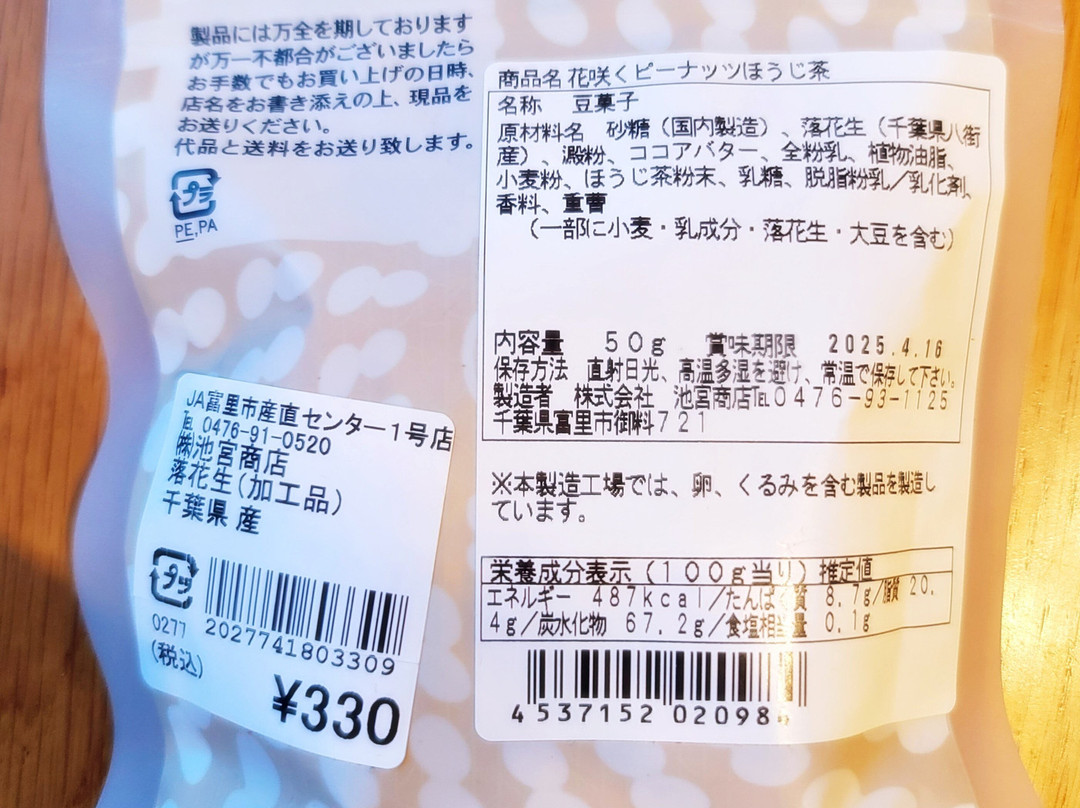 製品には万全を期しております
が万一不都合がございましたら
お手数でもお買い上げの日時、
店名をお書き添えの上、現品を
お送りください。
代品と送料をお送り致します。
プラ
PE,PA
商品名 花咲くピーナッツほうじ茶
名称 豆菓子
原材料名 砂糖（国内製造）、落花生（千葉県八街
産）、澱粉、ココアバター、全粉乳、植物油脂、
小麦粉、ほうじ茶粉末、乳糖、脱脂粉乳／乳化剤、
香料、重曹
（一部に小麦・乳成分・落花生・大豆を含む）
内容量 50g 賞味期限 2025.4.16
保存方法 直射日光、高温多湿を避け、常温で保存して下さい。
製造者 株式会社 池宮商店℡0476-93-1125
千葉県富里市御料721
※本製造工場では、卵、くるみを含む製品を製造し
ています。
栄養成分表示（100g当り）推定値
エネルギー 487kcal／たんぱく質 8.7g／脂質 20.
4g／炭水化物 67.2g／食塩相当量 0.1g
4 537152 02098
JA富里市産直センター1号店
℡ 0476-91-0520
㈱池宮商店
落花生(加工品)
千葉県 産
プラ
0277
2027741803309
(税込)
¥330